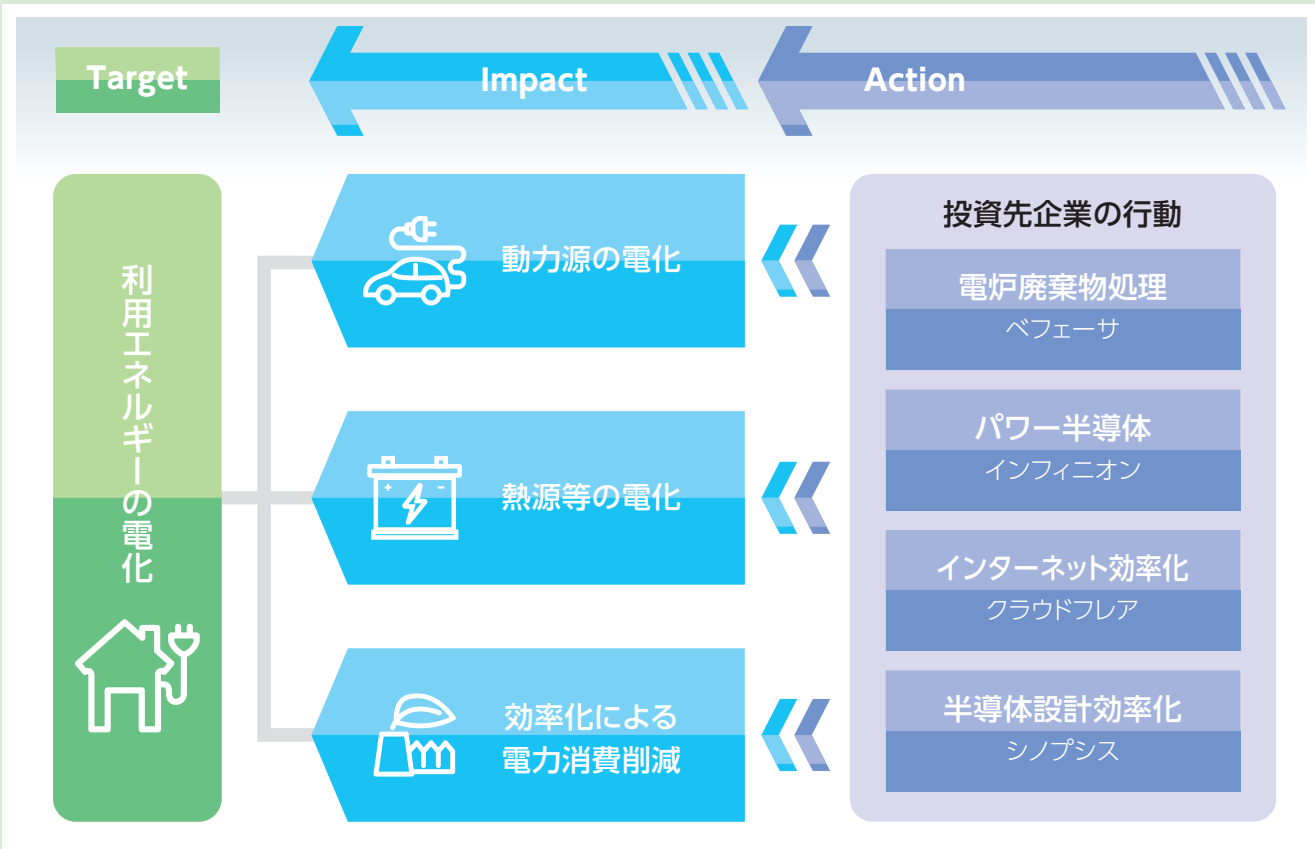 Target
Impact
Action
利用エネルギーの電化
動力源の電化
熱源等の電化
効率化による
電力消費削減
投資先企業の行動
電炉廃棄物処理
ベフェーサ
パワー半導体
インフィニオン
インターネット効率化
クラウドフレア
半導体設計効率化
シノプシス